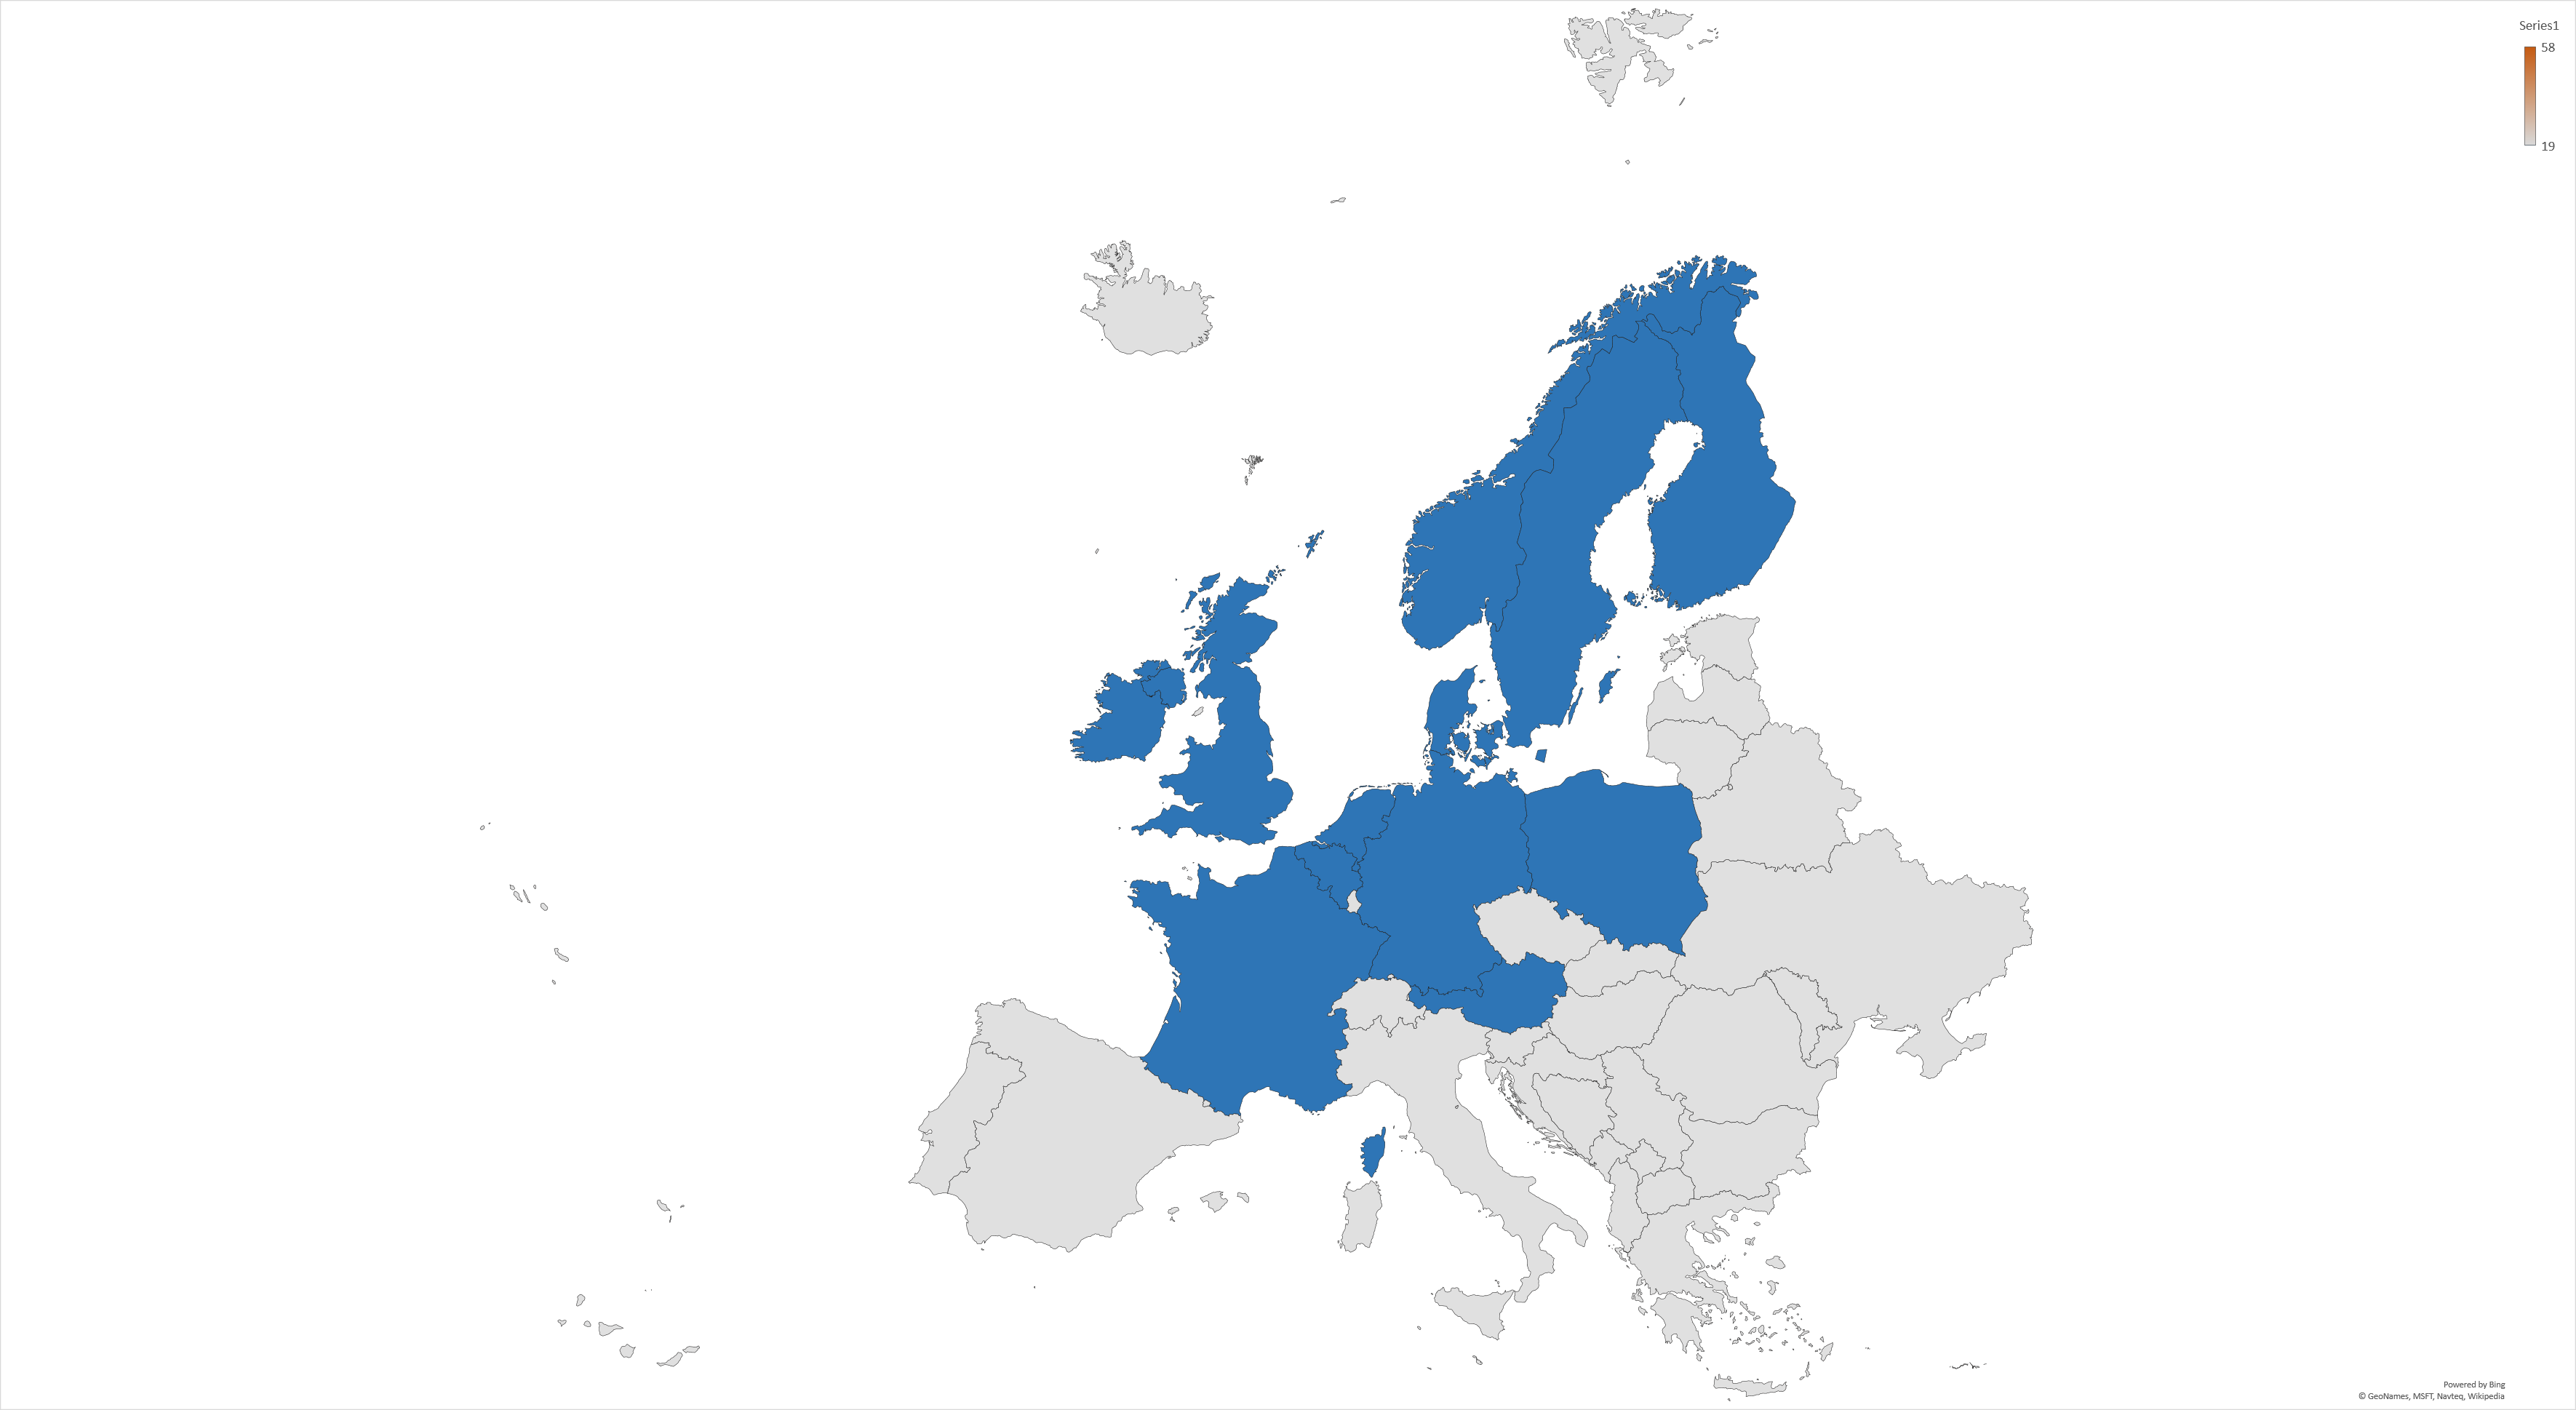 Series1
58
19
Powered by Bing
© GeoNames, MSFT, Navteq, Wikipedia